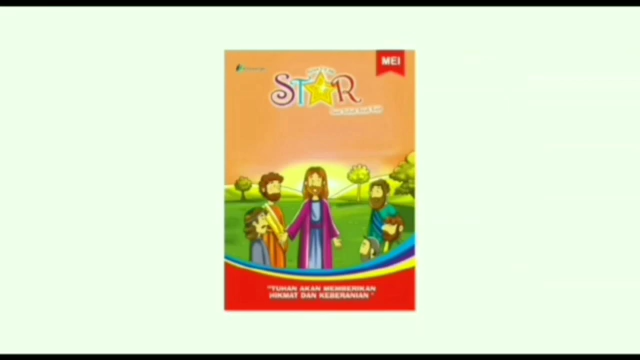 MEI
STAR
"TUHAN AKAN MEMBERIKAN
HIKMAT DAN KEBERANIAN"